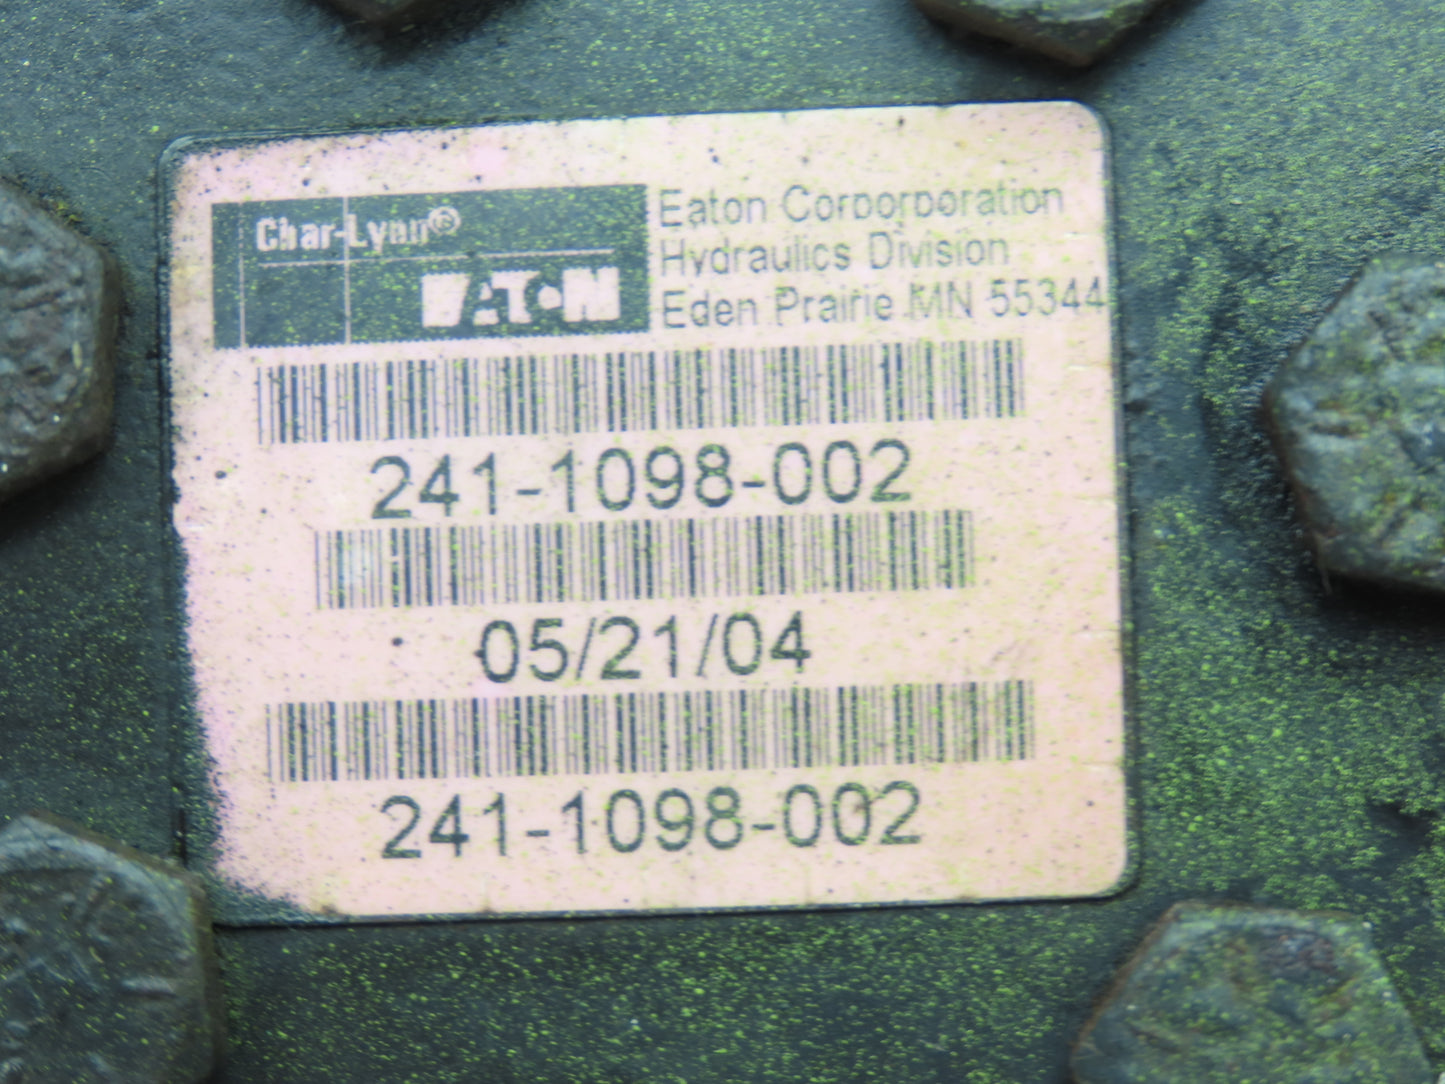 Char-Lynn®
EATON
Eaton Corporporation
Hydraulics Division
Eden Prairie MN 55344
241-1098-002
05/21/04
241-1098-002